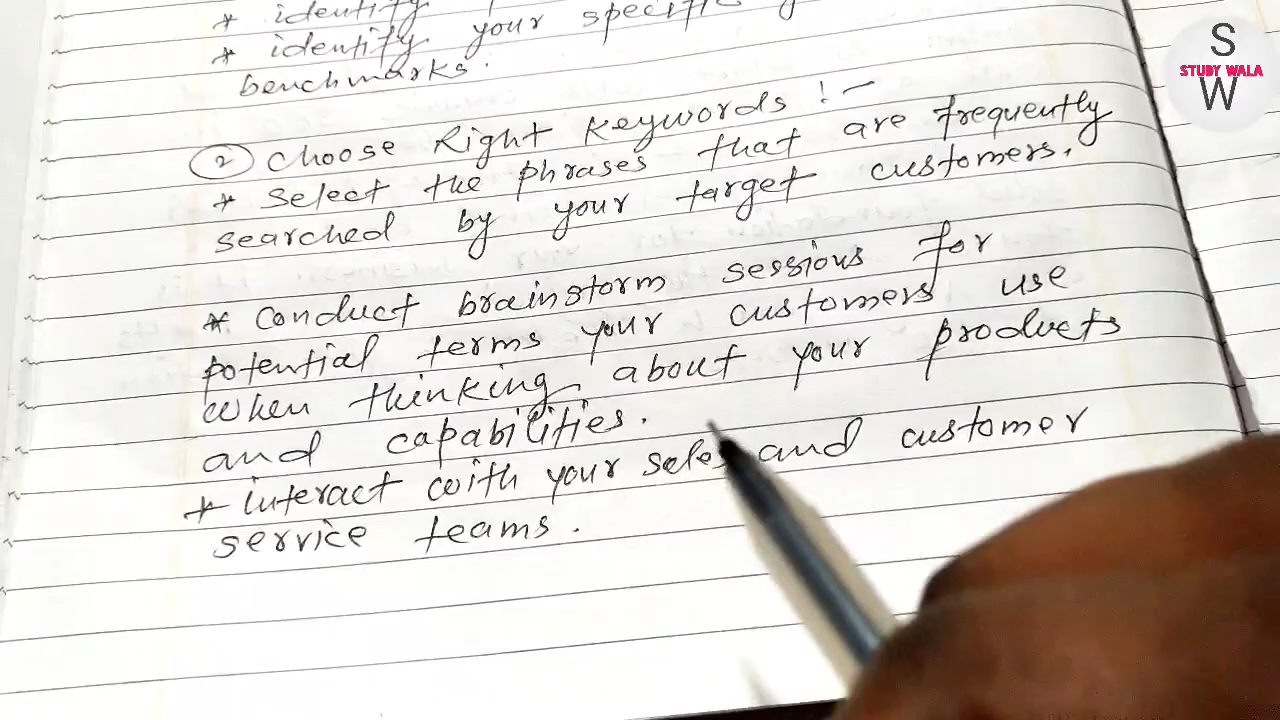 * identify
* identify your specific
benchmarks.
② Choose Right Keywords :-
* Select the phrases that are frequently
searched by your target customers.
* Conduct brainstorm sessions for
potential terms your customers use
when thinking about your products
and capabilities.
* interact with your sales and customer
service teams.
S
STUDY WALA
W